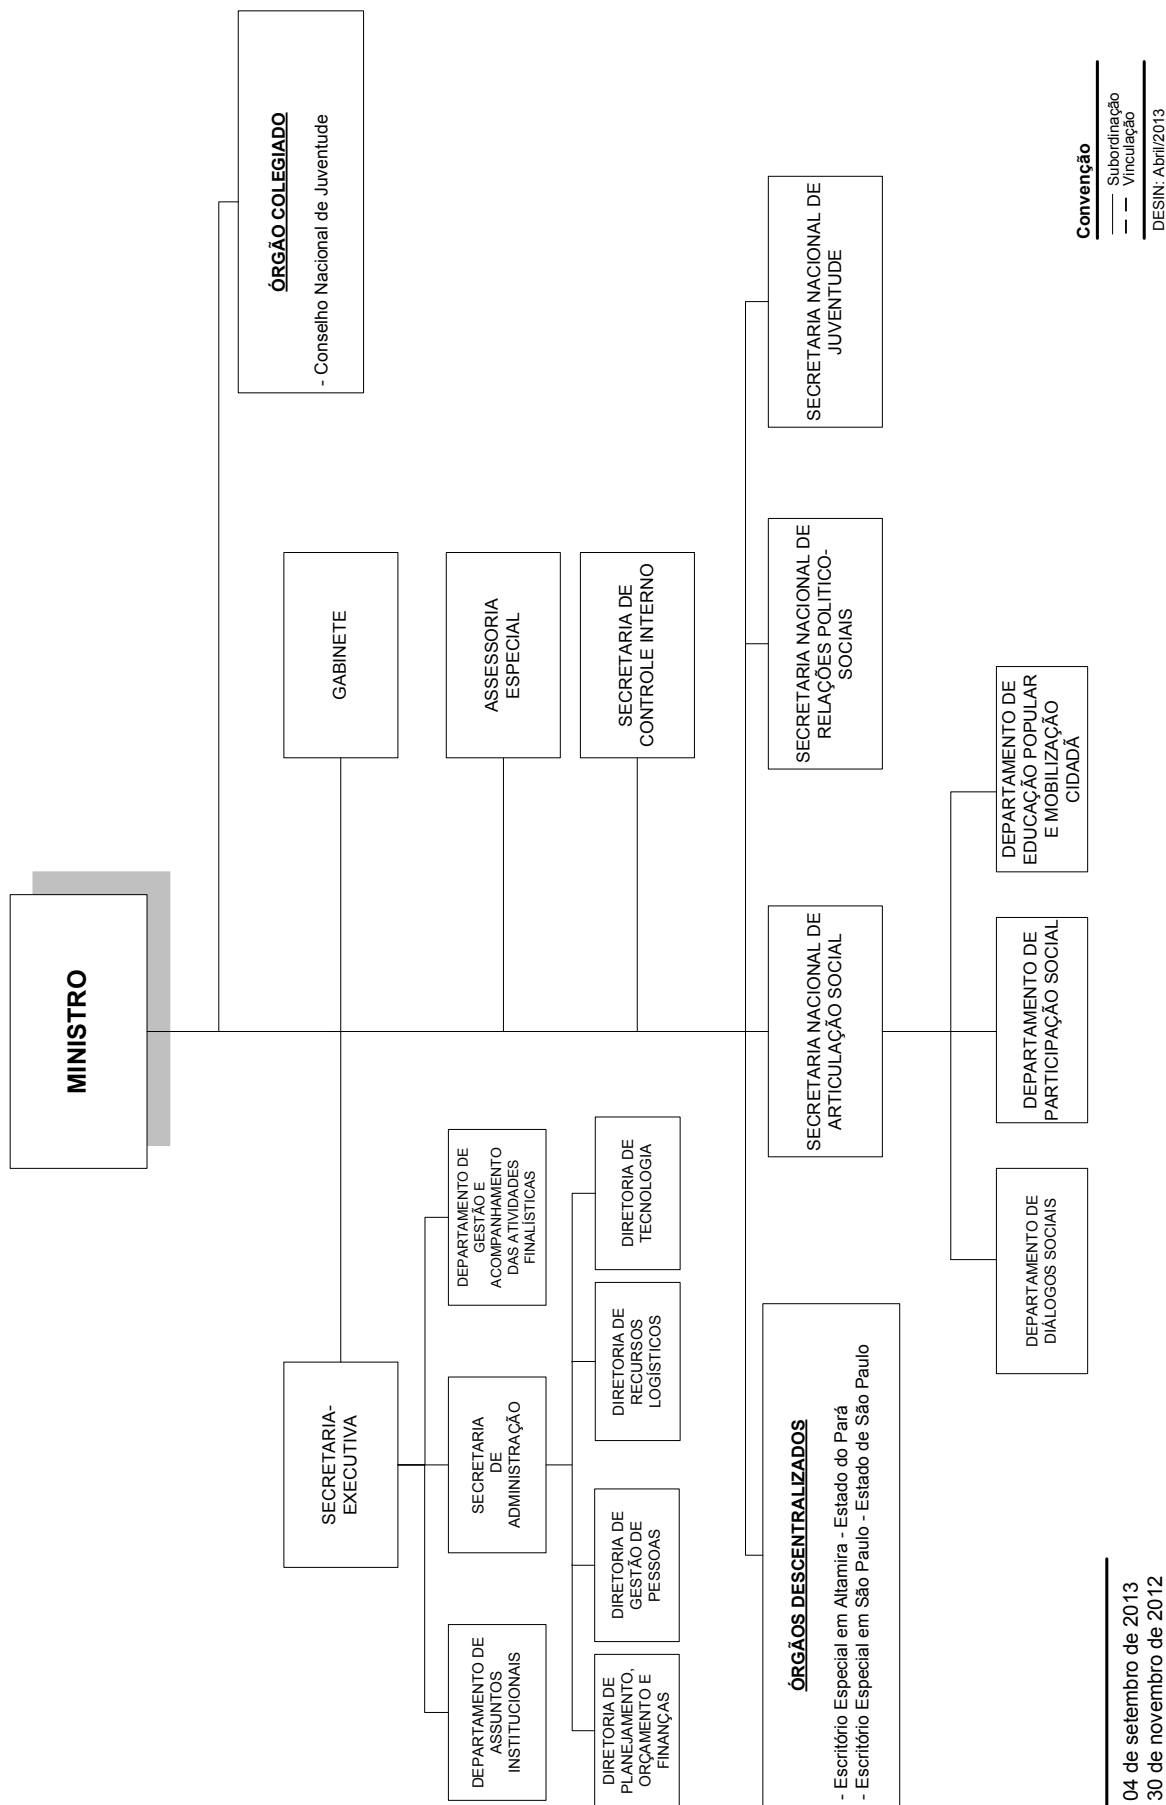 MINISTRO
ÓRGÃO COLEGIADO
- Conselho Nacional de Juventude
SECRETARIA-
EXECUTIVA
GABINETE
DEPARTAMENTO DE
ASSUNTOS
INSTITUCIONAIS
SECRETARIA
DE
ADMINISTRAÇÃO
DEPARTAMENTO DE
GESTÃO E
ACOMPANHAMENTO
DAS ATIVIDADES
FINALÍSTICAS
ASSESSORIA
ESPECIAL
DIRETORIA DE
PLANEJAMENTO,
ORÇAMENTO E
FINANÇAS
DIRETORIA DE
GESTÃO DE
PESSOAS
DIRETORIA DE
RECURSOS
LOGÍSTICOS
DIRETORIA DE
TECNOLOGIA
SECRETARIA DE
CONTROLE INTERNO
ÓRGÃOS DESCENTRALIZADOS
- Escritório Especial em Altamira - Estado do Pará
- Escritório Especial em São Paulo - Estado de São Paulo
SECRETARIA NACIONAL DE
ARTICULAÇÃO SOCIAL
SECRETARIA NACIONAL DE
RELAÇÕES POLITICO-
SOCIAIS
SECRETARIA NACIONAL DE
JUVENTUDE
DEPARTAMENTO DE
DIÁLOGOS SOCIAIS
DEPARTAMENTO DE
PARTICIPAÇÃO SOCIAL
DEPARTAMENTO DE
EDUCAÇÃO POPULAR
E MOBILIZAÇÃO
CIDADÃ
04 de setembro de 2013
30 de novembro de 2012
Convenção
Subordinação
Vinculação
DESIN: Abril/2013